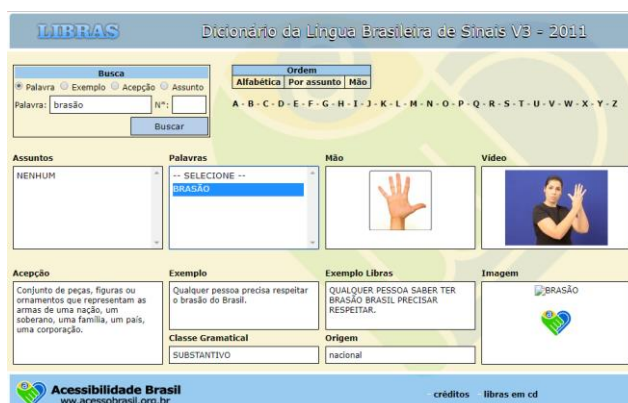 LIBRAS
Dicionário da Língua Brasileira de Sinais V3 - 2011
Busca
Palavra Exemplo Acepção Assunto
Palavra: brasão N°:
Buscar
Ordem
Alfabética Por assunto Mão
A - B - C - D - E - F - G - H - I - J - K - L - M - N - O - P - Q - R - S - T - U - V - W - X - Y - Z
Assuntos
NENHUM
Palavras
-- SELECIONE --
BRASÃO
Mão
Vídeo
Acepção
Conjunto de peças, figuras ou
ornamentos que representam as
armas de uma nação, um
soberano, uma família, um país,
uma corporação.
Exemplo
Qualquer pessoa precisa respeitar
o brasão do Brasil.
Exemplo Libras
QUALQUER PESSOA SABER TER
BRASÃO BRASIL PRECISAR
RESPEITAR.
Imagem
BRASÃO
Classe Gramatical
SUBSTANTIVO
Origem
nacional
Acessibilidade Brasil
www.acessobrasil.org.br
créditos libras em cd